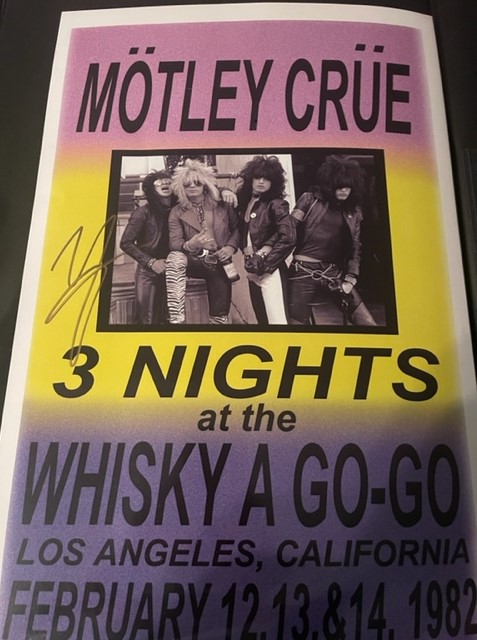 MÖTLEY CRÜE
3 NIGHTS
at the
WHISKY A GO-GO
LOS ANGELES, CALIFORNIA
FEBRUARY 12,13,&14, 1982